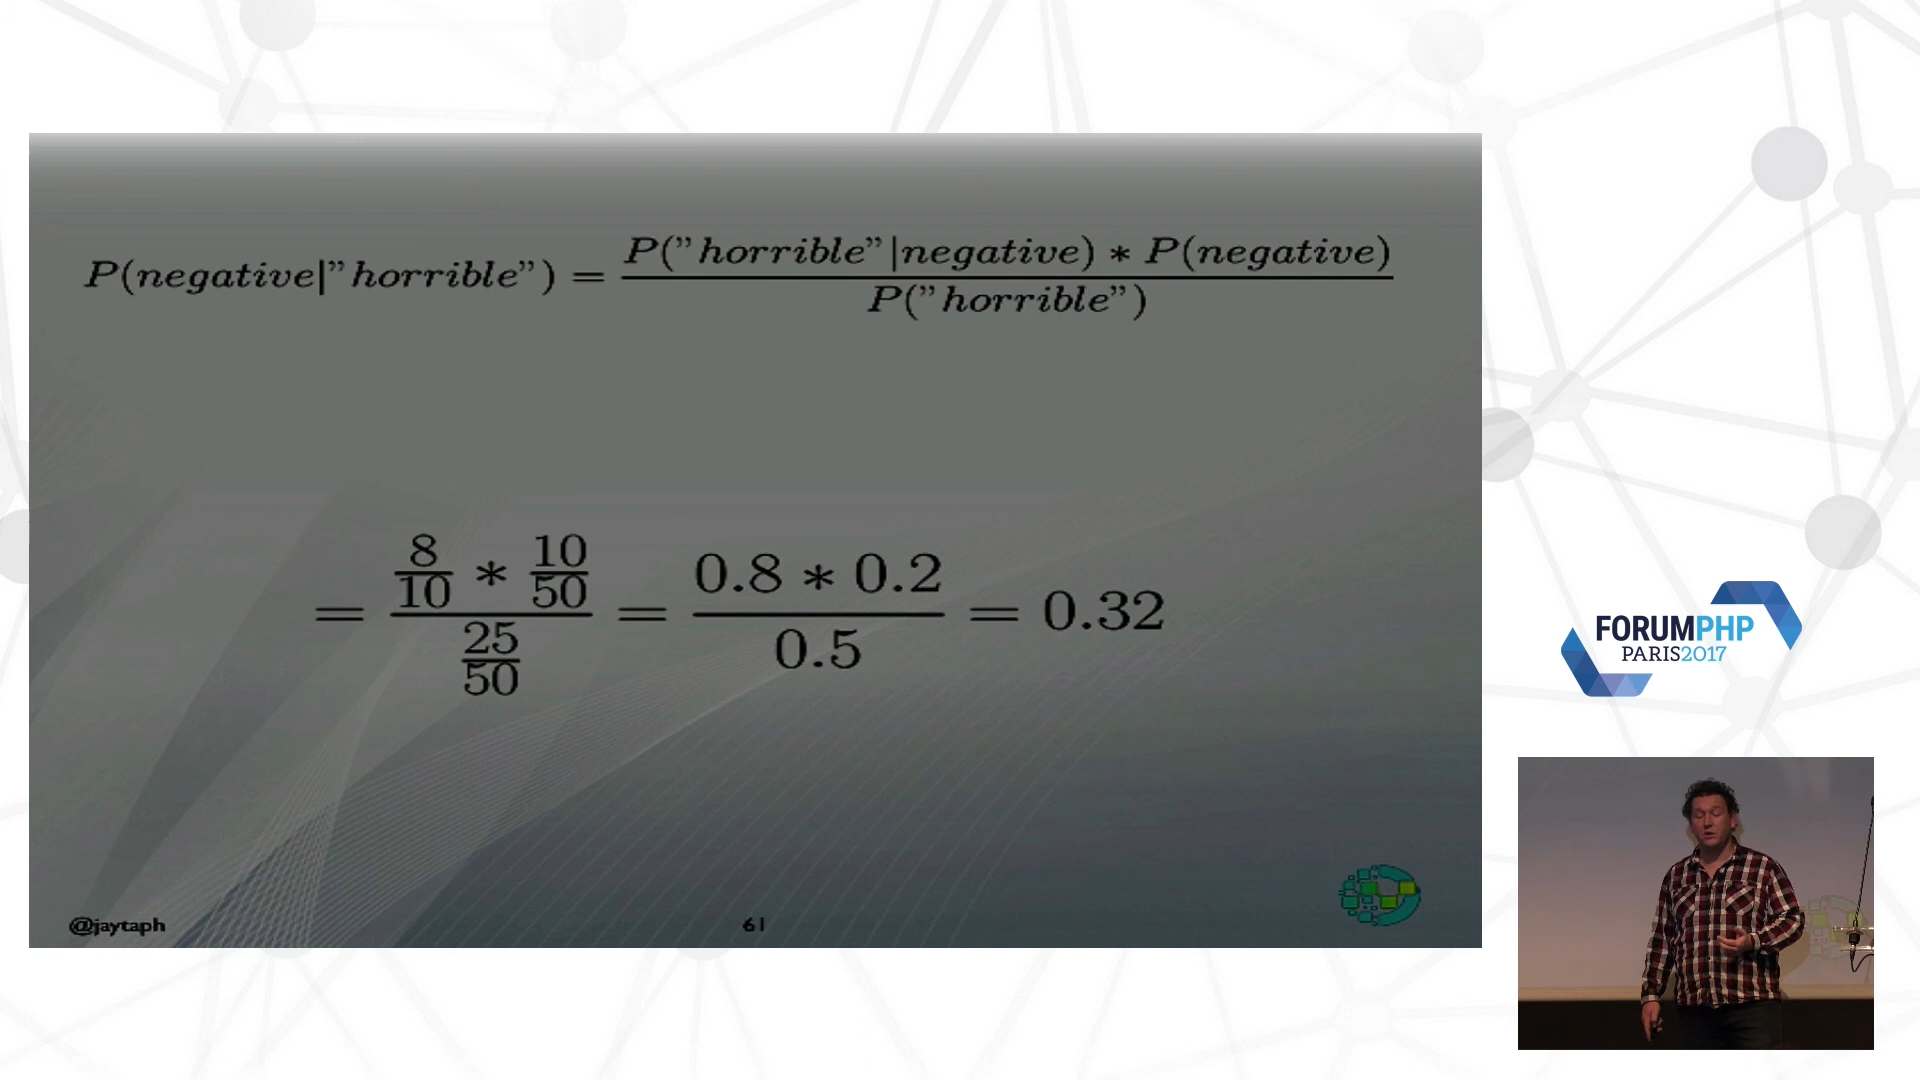 P(negative|"horrible") = P("horrible"|negative) * P(negative) / P("horrible")
= (8/10 * 10/50) / (25/50) = (0.8 * 0.2) / 0.5 = 0.32
@jaytaph
61
FORUMPHP
PARIS2017